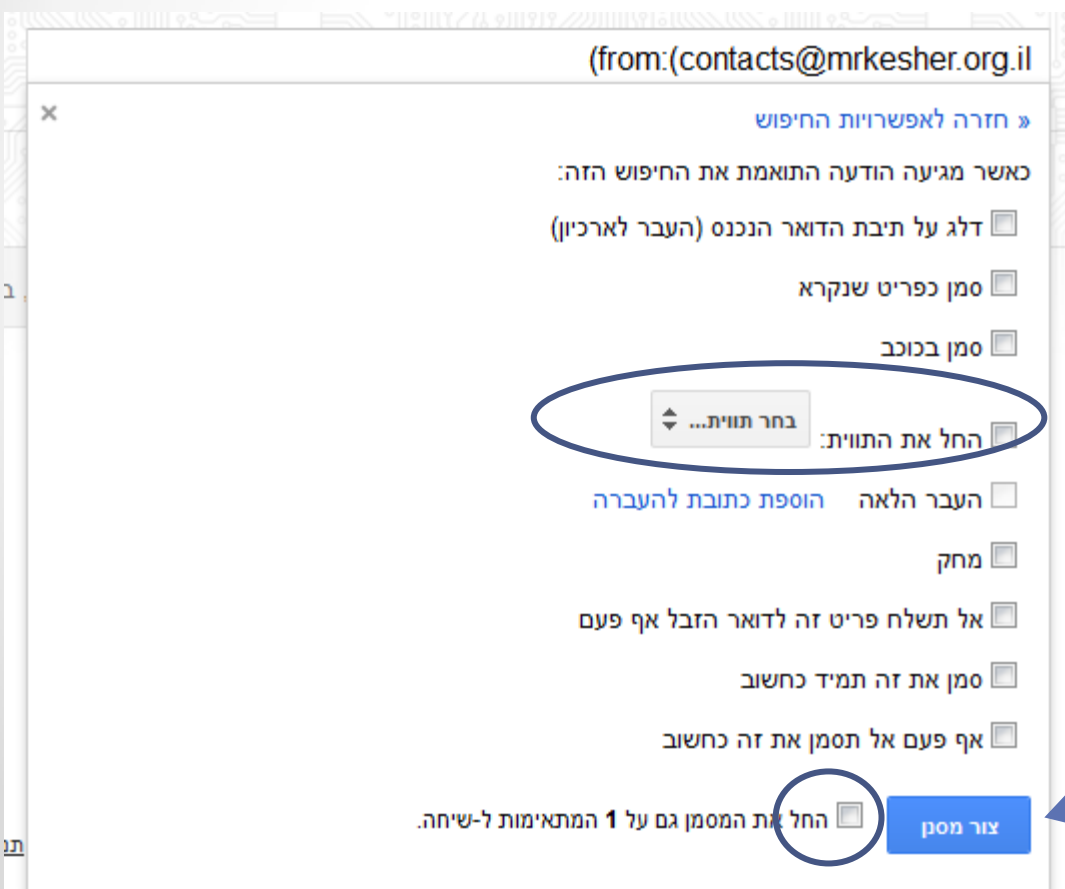 (from:(contacts@mrkesher.org.il
×
« חזרה לאפשרויות החיפוש
כאשר מגיעה הודעה התואמת את החיפוש הזה:
דלג על תיבת הדואר הנכנס (העבר לארכיון)
סמן כפריט שנקרא
סמן בכוכב
החל את התווית: בחר תווית...
העבר הלאה הוספת כתובת להעברה
מחק
אל תשלח פריט זה לדואר הזבל אף פעם
סמן את זה תמיד כחשוב
אף פעם אל תסמן את זה כחשוב
צור מסנן החל את המסמן גם על 1 המתאימות ל-שיחה.